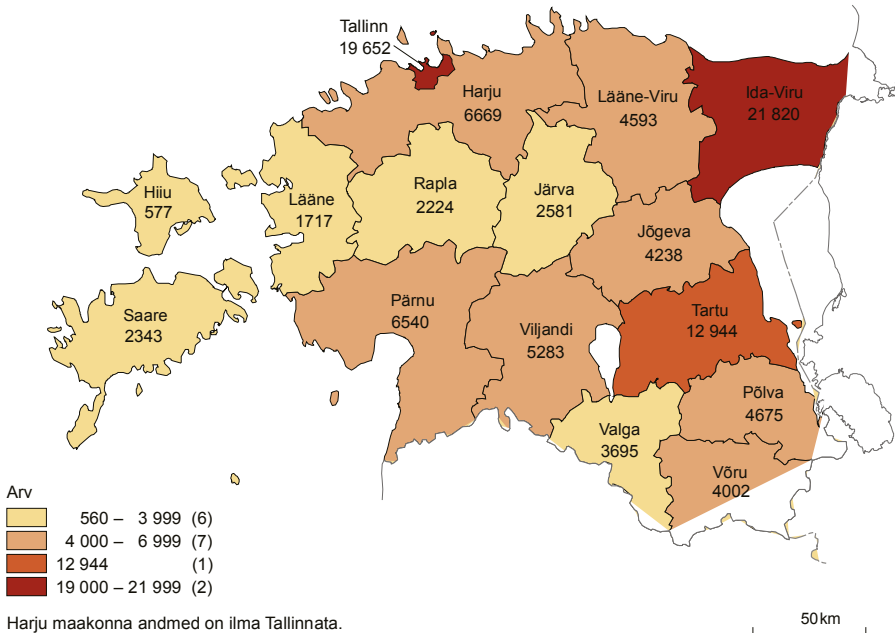 Tallinn
19 652
Harju
6669
Lääne-Viru
4593
Ida-Viru
21 820
Hiiu
577
Lääne
1717
Rapla
2224
Järva
2581
Jõgeva
4238
Saare
2343
Pärnu
6540
Viljandi
5283
Tartu
12 944
Põlva
4675
Valga
3695
Võru
4002
Arv
560 – 3 999 (6)
4 000 – 6 999 (7)
12 944 (1)
19 000 – 21 999 (2)
Harju maakonna andmed on ilma Tallinnata.
50 km